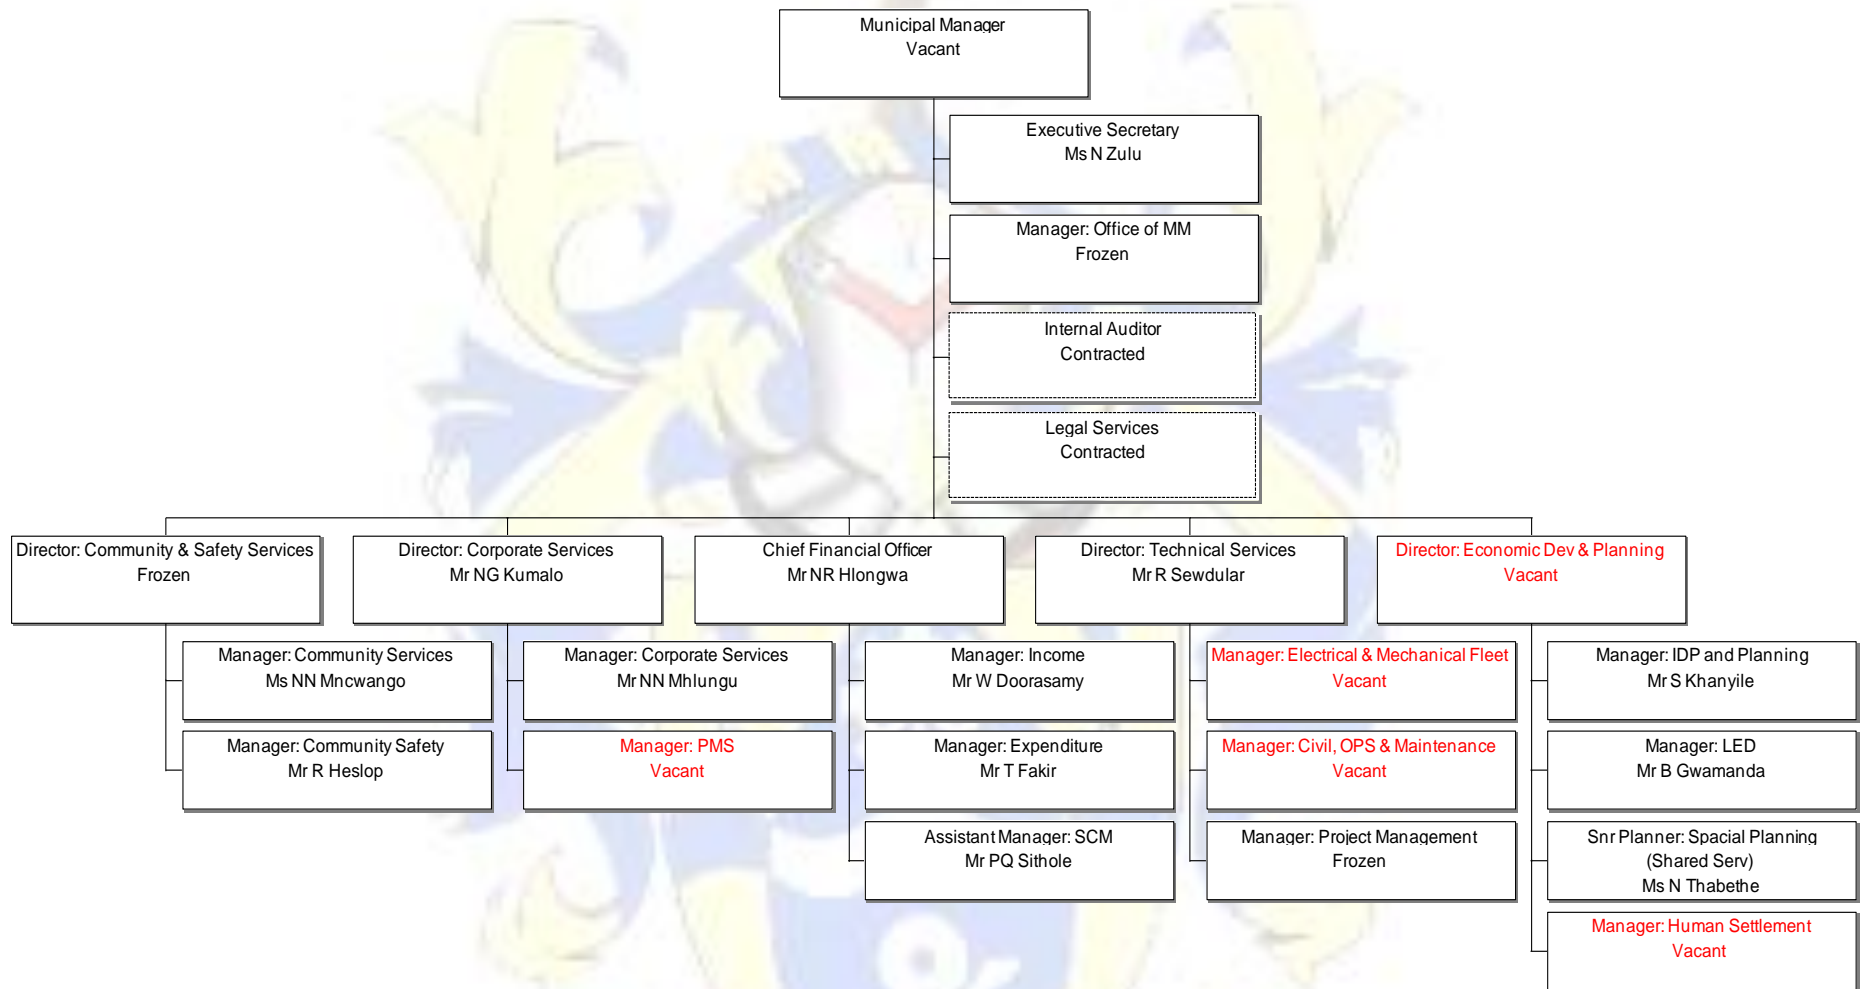 Municipal Manager
Vacant
Executive Secretary
Ms N Zulu
Manager: Office of MM
Frozen
Internal Auditor
Contracted
Legal Services
Contracted
Director: Community & Safety Services
Frozen
Director: Corporate Services
Mr NG Kumalo
Chief Financial Officer
Mr NR Hlongwa
Director: Technical Services
Mr R Sewdular
Director: Economic Dev & Planning
Vacant
Manager: Community Services
Ms NN Mncwango
Manager: Community Safety
Mr R Heslop
Manager: Corporate Services
Mr NN Mhlungu
Manager: PMS
Vacant
Manager: Income
Mr W Doorasamy
Manager: Expenditure
Mr T Fakir
Assistant Manager: SCM
Mr PQ Sithole
Manager: Electrical & Mechanical Fleet
Vacant
Manager: Civil, OPS & Maintenance
Vacant
Manager: Project Management
Frozen
Manager: IDP and Planning
Mr S Khanyile
Manager: LED
Mr B Gwamanda
Snr Planner: Spacial Planning
(Shared Serv)
Ms N Thabethe
Manager: Human Settlement
Vacant